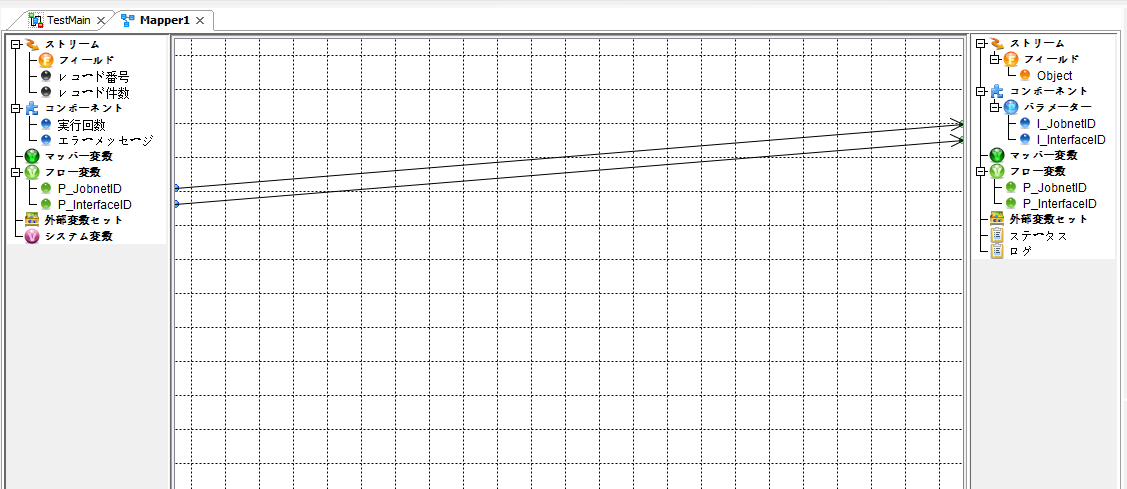 TestMain
Mapper1
ストリーム
フィールド
レコード番号
レコード件数
コンポーネント
実行回数
エラーメッセージ
マッパー変数
フロー変数
P_JobnetID
P_InterfaceID
外部変数セット
システム変数
ストリーム
フィールド
Object
コンポーネント
パラメーター
I_JobnetID
I_InterfaceID
マッパー変数
フロー変数
P_JobnetID
P_InterfaceID
外部変数セット
ステータス
ログ